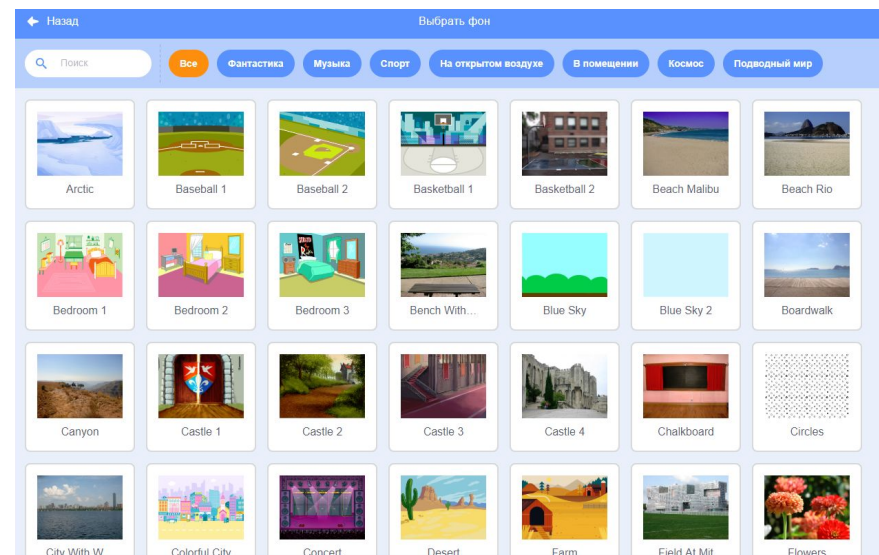 Назад
Выбрать фон
Поиск
Все
Фантастика
Музыка
Спорт
На открытом воздухе
В помещении
Космос
Подводный мир
Arctic
Baseball 1
Baseball 2
Basketball 1
Basketball 2
Beach Malibu
Beach Rio
Bedroom 1
Bedroom 2
Bedroom 3
Bench With...
Blue Sky
Blue Sky 2
Boardwalk
Canyon
Castle 1
Castle 2
Castle 3
Castle 4
Chalkboard
Circles
City With W...
Colorful City
Concert
Desert
Farm
Field At Mit
Flowers